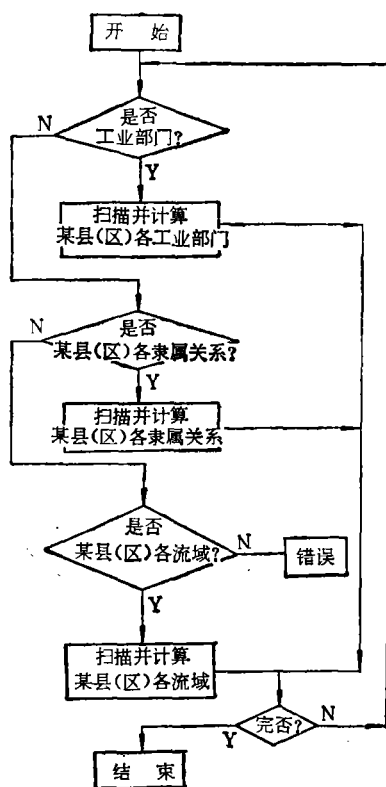 开 始
是否
N
工业部门?
Y
扫描并计算
某县(区)各工业部门
N
是否
某县(区)各隶属关系?
Y
扫描并计算
某县(区)各隶属关系
是否
某县(区)各流域?
N
错误
Y
扫描并计算
某县(区)各流域
完否?
Y
N
结 束